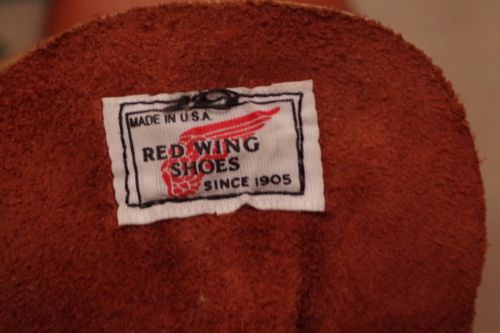 MADE IN U.S.A.
RED WING
SHOES
SINCE 1905